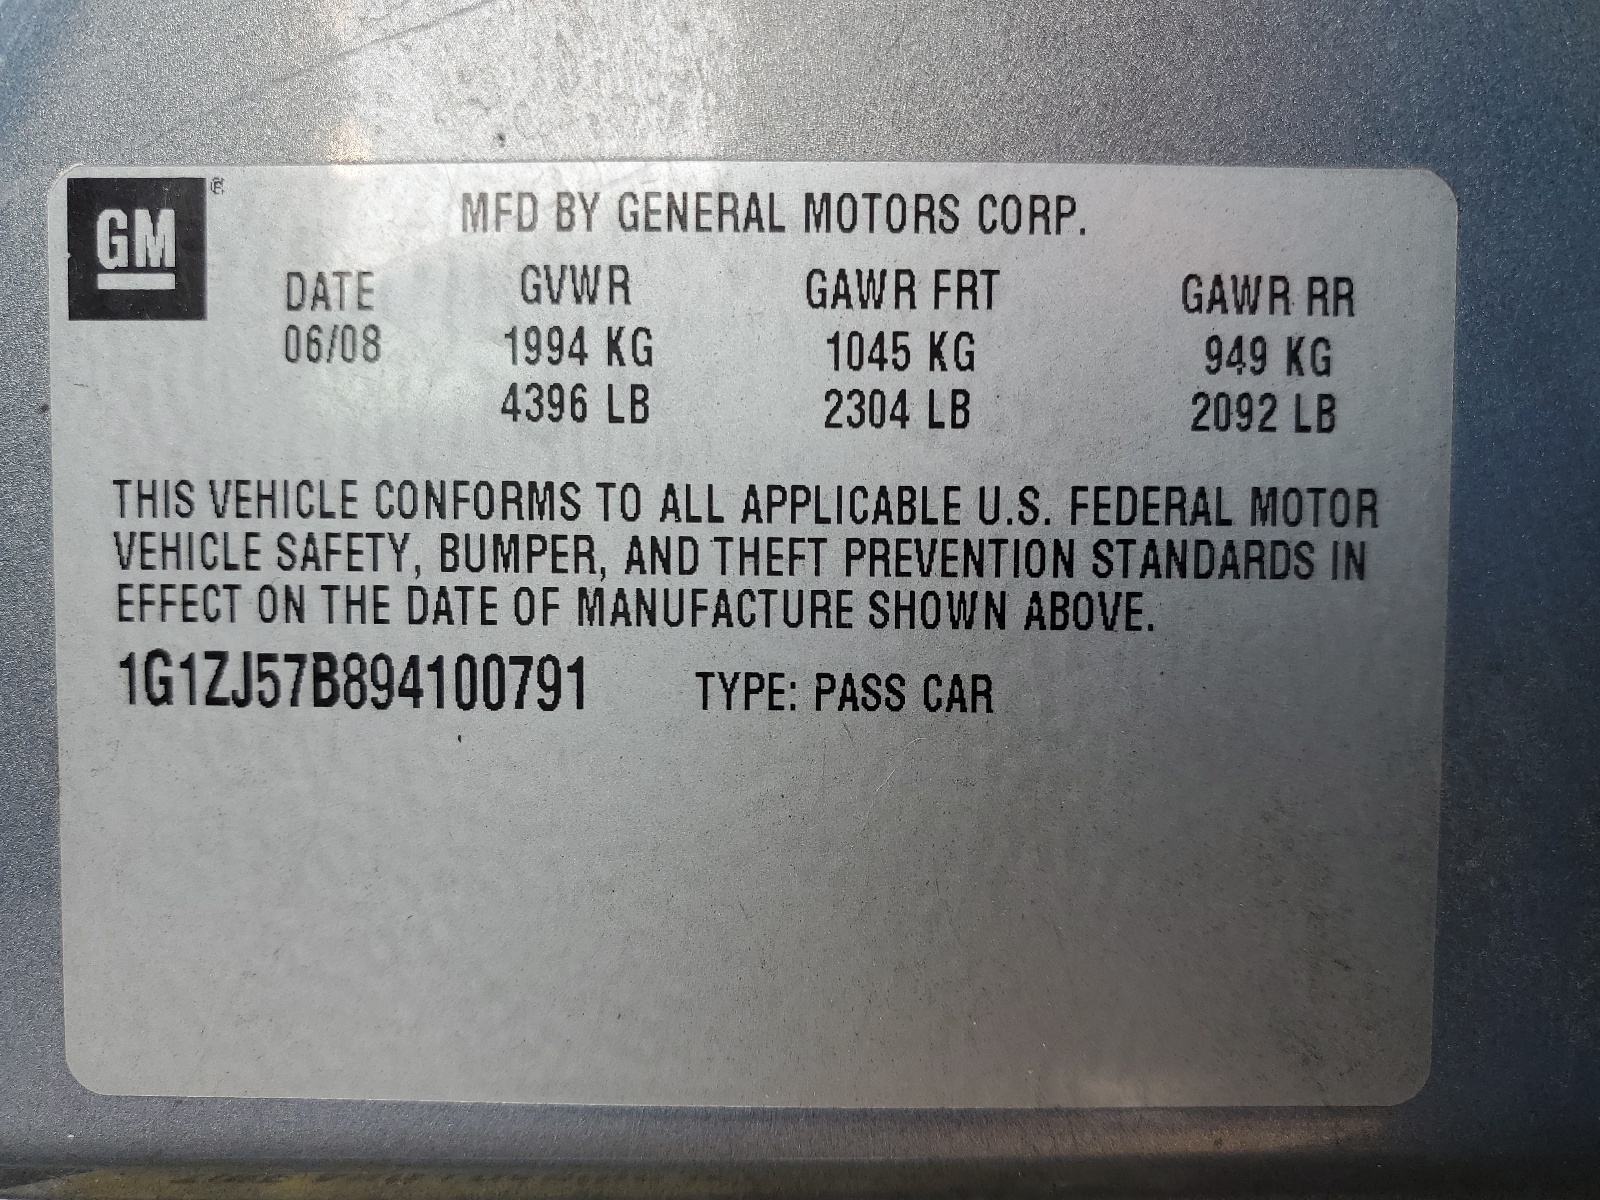 GM®
MFD BY GENERAL MOTORS CORP.
DATE GVWR GAWR FRT GAWR RR
06/08 1994 KG 1045 KG 949 KG
4396 LB 2304 LB 2092 LB
THIS VEHICLE CONFORMS TO ALL APPLICABLE U.S. FEDERAL MOTOR
VEHICLE SAFETY, BUMPER, AND THEFT PREVENTION STANDARDS IN
EFFECT ON THE DATE OF MANUFACTURE SHOWN ABOVE.
1G1ZJ57B894100791 TYPE: PASS CAR